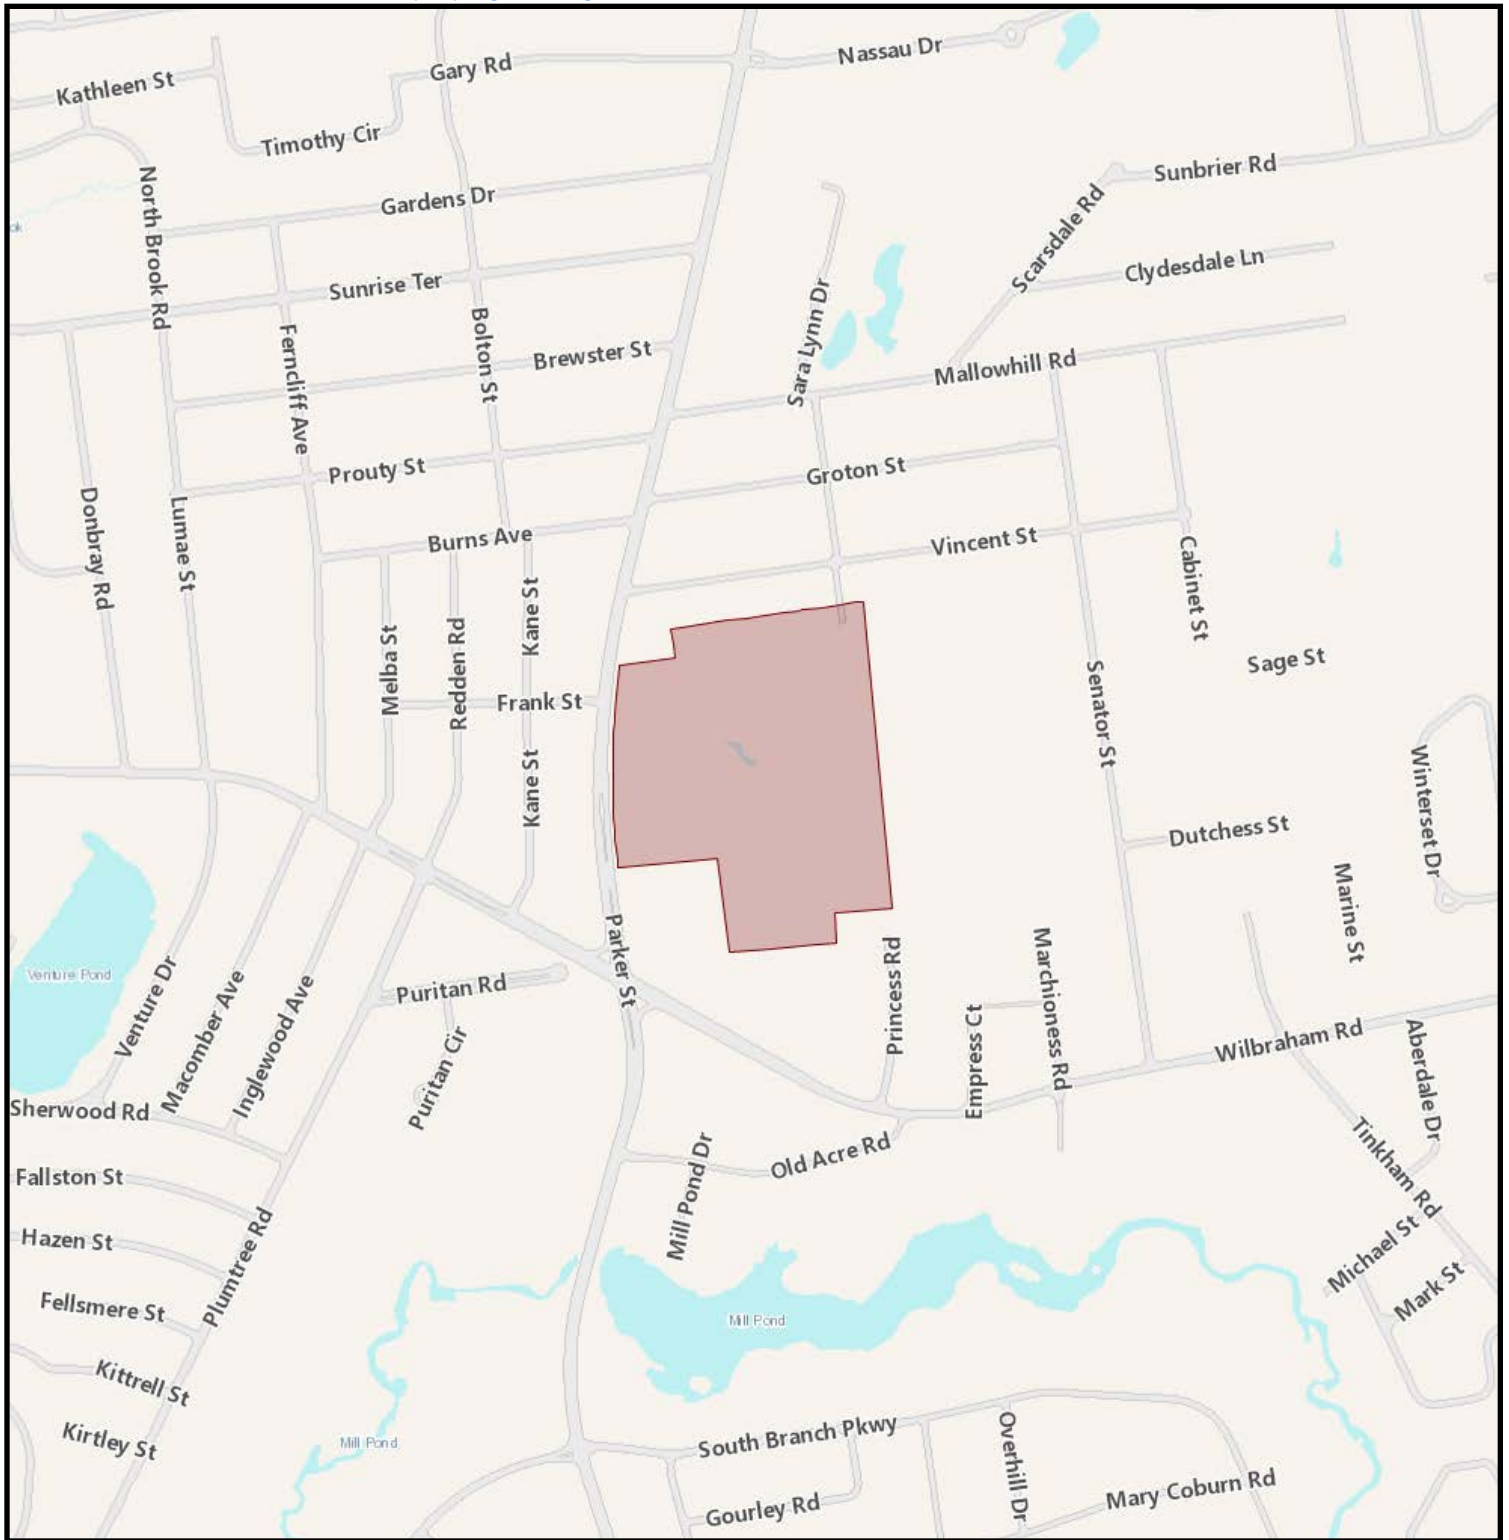 Nassau Dr
Gary Rd
Kathleen St
Timothy Cir
Sunbrier Rd
North Brook Rd
Gardens Dr
Scarsdale Rd
Clydesdale Ln
Sunrise Ter
Sara Lynn Dr
Bolton St
Brewster St
Ferncliff Ave
Mallowhill Rd
Prouty St
Groton St
Donbray Rd
Lumae St
Burns Ave
Vincent St
Cabinet St
Kane St
Melba St
Redden Rd
Sage St
Frank St
Senator St
Kane St
Winterset Dr
Dutchess St
Marine St
Parker St
Venture Pond
Venture Dr
Macomber Ave
Inglewood Ave
Puritan Rd
Princess Rd
Marchioness Rd
Empress Ct
Wilbraham Rd
Aberdale Dr
Puritan Cir
Sherwood Rd
Old Acre Rd
Mill Pond Dr
Tinkham Rd
Fallston St
Hazen St
Plumtree Rd
Michael St
Mark St
Fellsmere St
Mill Pond
Kittrell St
Kirtley St
Mill Pond
South Branch Pkwy
Overhill Dr
Mary Coburn Rd
Gourley Rd